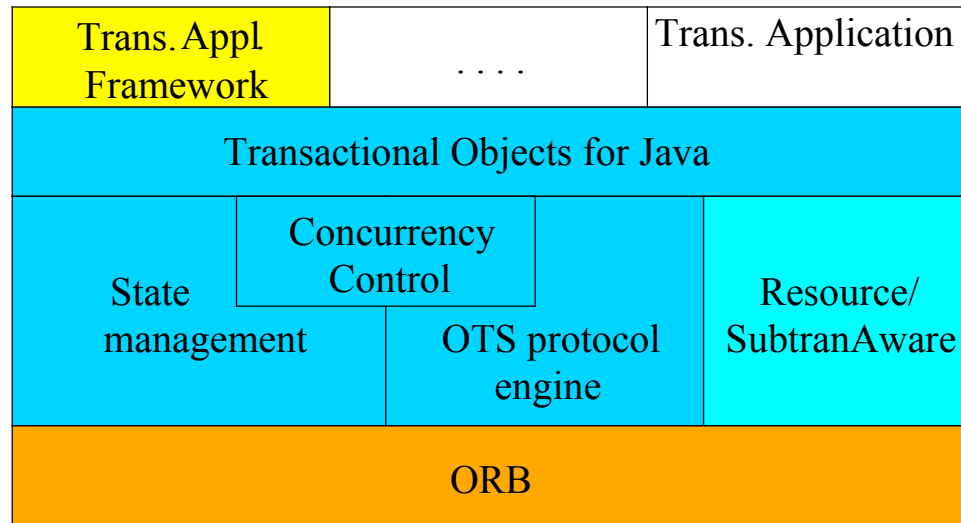 Trans. Appl.
Framework
. . . .
Trans. Application
Transactional Objects for Java
Concurrency
Control
State
management
OTS protocol
engine
Resource/
SubtranAware
ORB